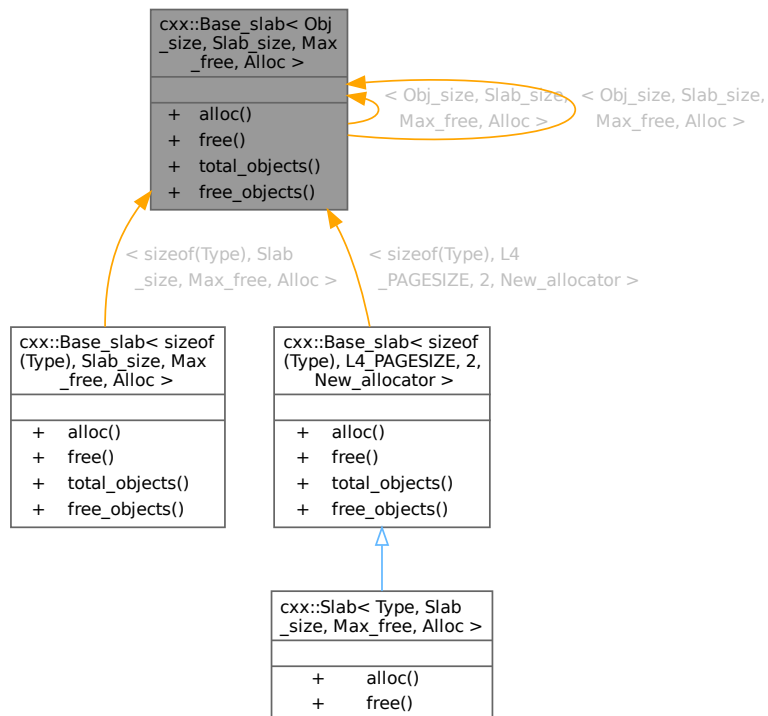 cxx::Base_slab< Obj
_size, Slab_size, Max
_free, Alloc >
+ alloc()
+ free()
+ total_objects()
+ free_objects()
< Obj_size, Slab_size,
Max_free, Alloc >
< Obj_size, Slab_size,
Max_free, Alloc >
< sizeof(Type), Slab
_size, Max_free, Alloc >
< sizeof(Type), L4
_PAGESIZE, 2, New_allocator >
cxx::Base_slab< sizeof
(Type), Slab_size, Max
_free, Alloc >
+ alloc()
+ free()
+ total_objects()
+ free_objects()
cxx::Base_slab< sizeof
(Type), L4_PAGESIZE, 2,
New_allocator >
+ alloc()
+ free()
+ total_objects()
+ free_objects()
cxx::Slab< Type, Slab
_size, Max_free, Alloc >
+ alloc()
+ free()